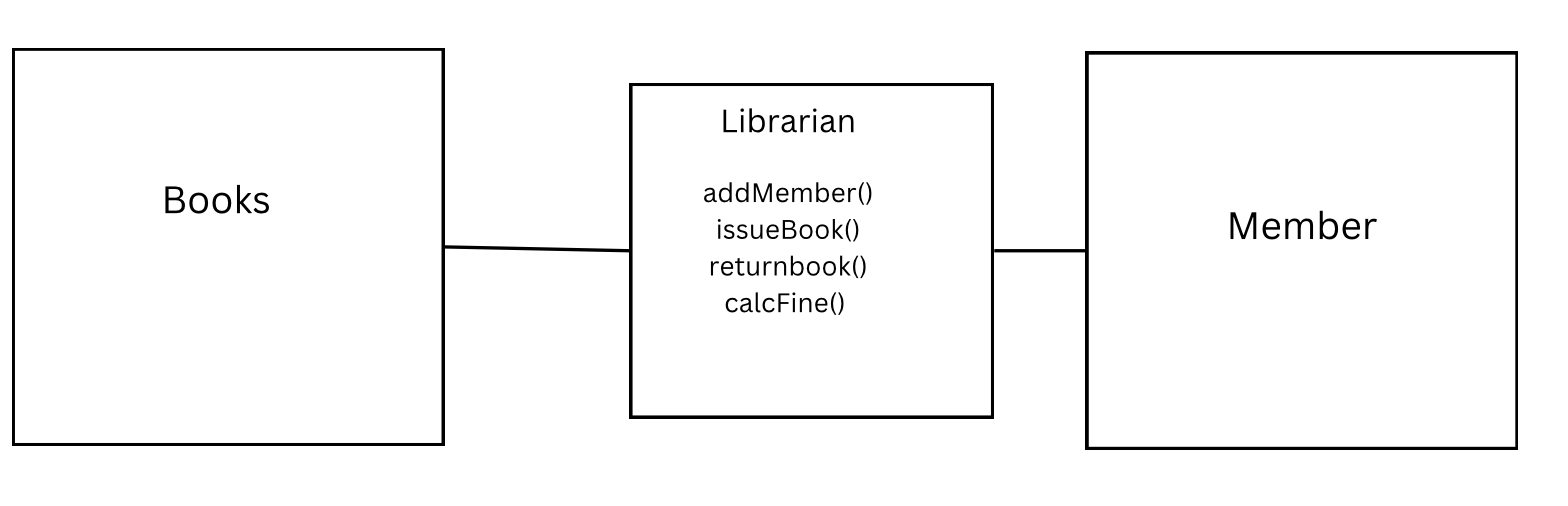 Books
Librarian
addMember()
issueBook()
returnbook()
calcFine()
Member